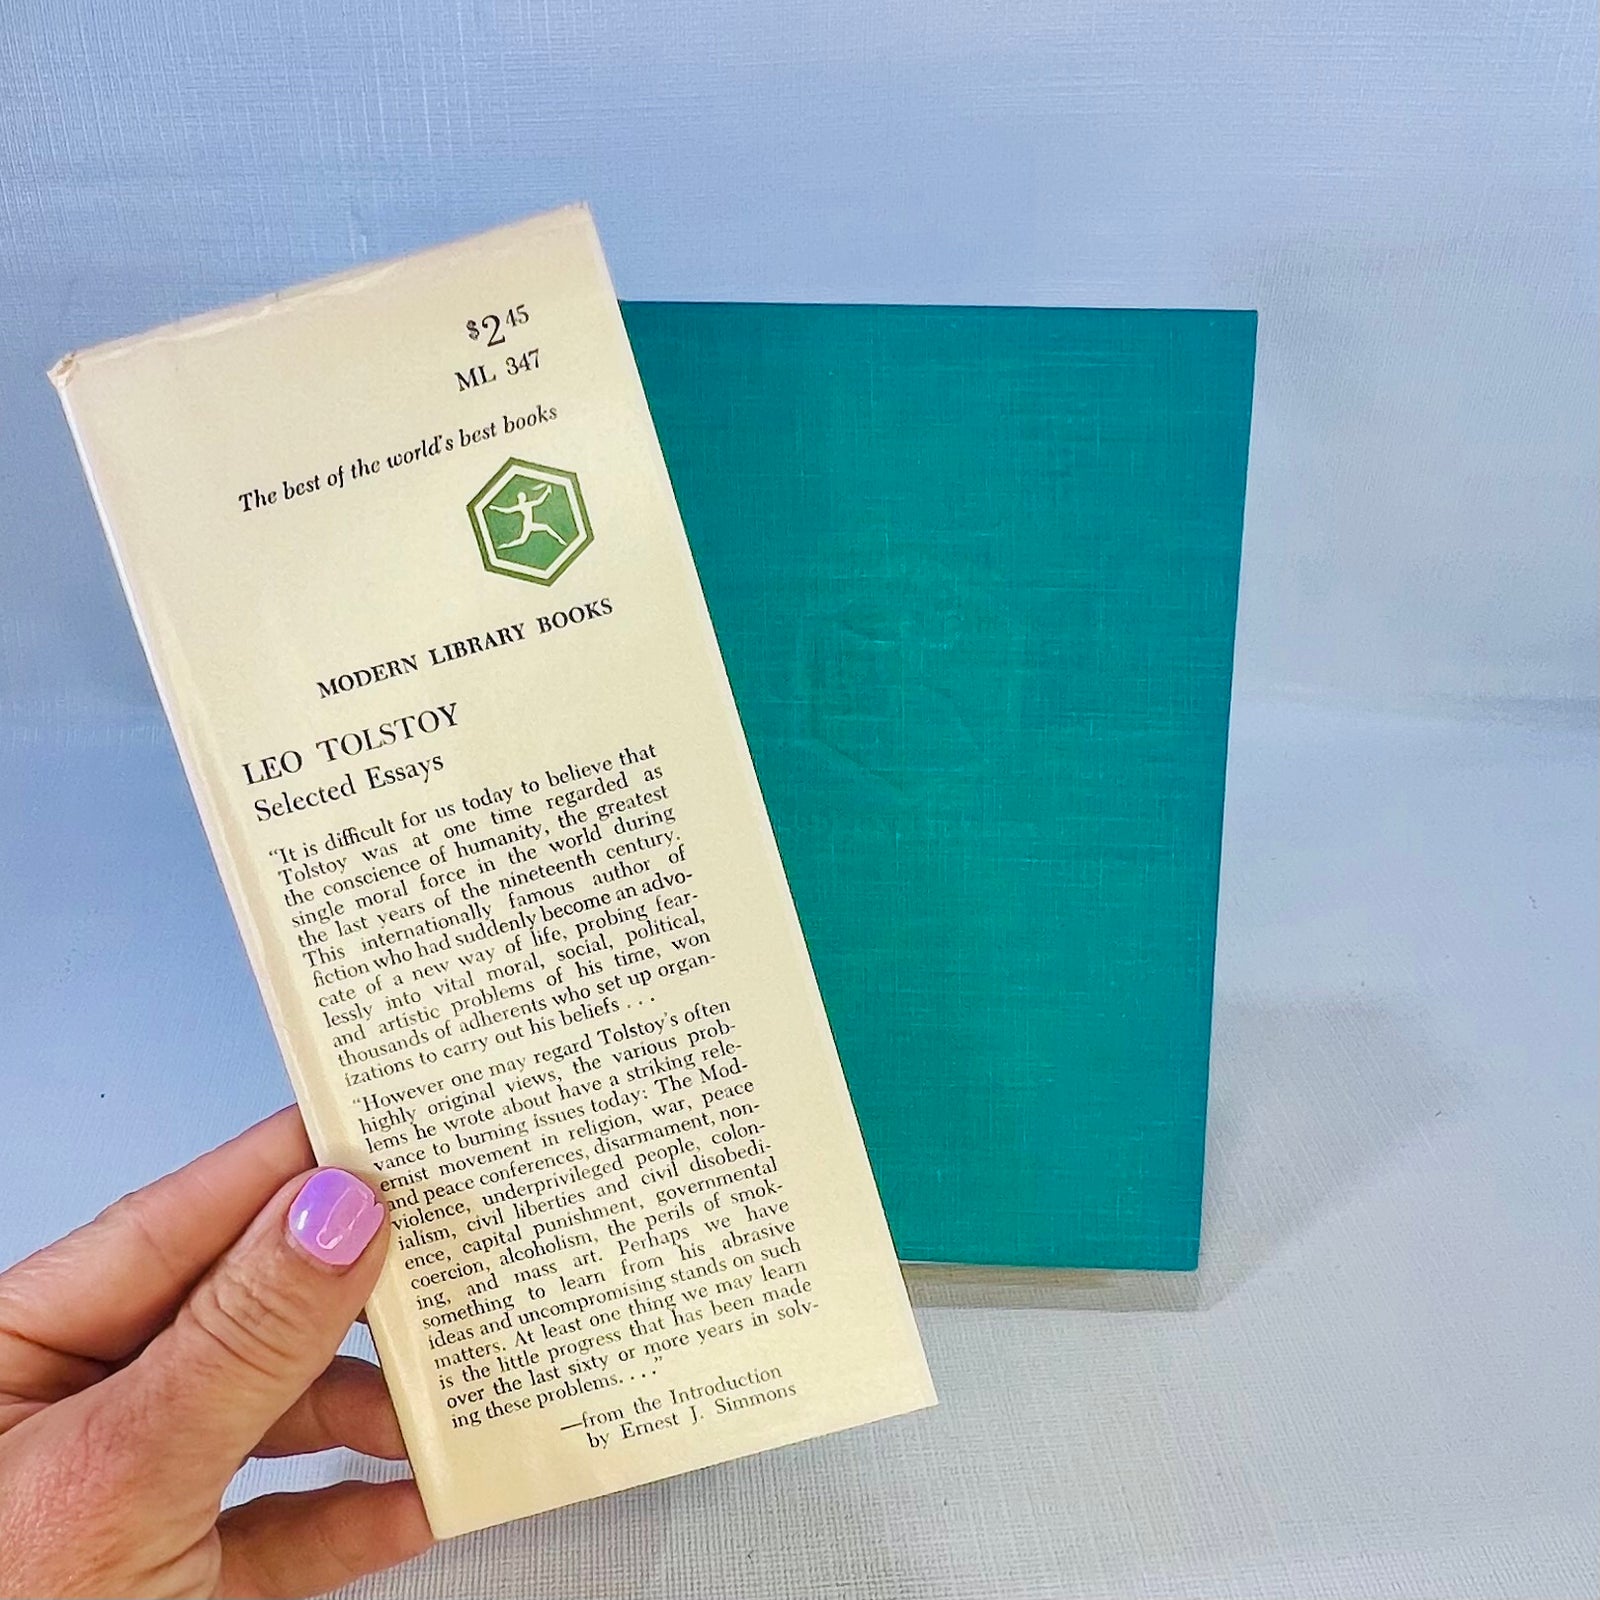 $2.45
ML 347
The best of the world's best books
MODERN LIBRARY BOOKS
LEO TOLSTOY
Selected Essays
“It is difficult for us today to believe that
Tolstoy was at one time regarded as
the conscience of humanity, the greatest
single moral force in the world during
the last years of the nineteenth century.
This internationally famous author of
fiction who had suddenly become an advo-
cate of a new way of life, probing fear-
lessly into vital moral, social, political,
and artistic problems of his time, won
thousands of adherents who set up organ-
izations to carry out his beliefs . . .
“However one may regard Tolstoy's often
highly original views, the various prob-
lems he wrote about have a striking rele-
vance to burning issues today: The Mod-
ernist movement in religion, war, peace
and peace conferences, disarmament, non-
violence, underprivileged people, colon-
ialism, civil liberties and civil disobedi-
ence, capital punishment, governmental
coercion, alcoholism, the perils of smok-
ing, and mass art. Perhaps we have
something to learn from his abrasive
ideas and uncompromising stands on such
matters. At least one thing we may learn
is the little progress that has been made
over the last sixty or more years in solv-
ing these problems. . . .”
—from the Introduction
by Ernest J. Simmons